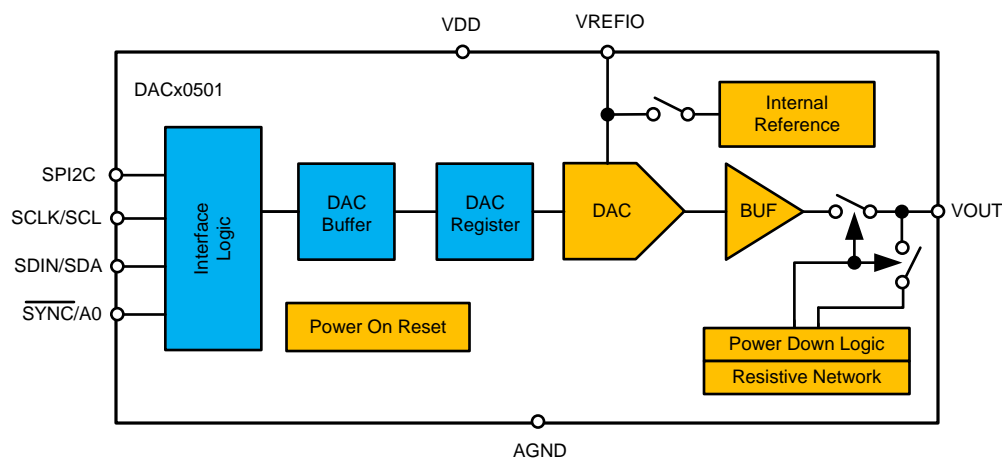 VDD
VREFIO
DACx0501
Internal
Reference
SPI2C
SCLK/SCL
SDIN/SDA
SYNC/A0
Interface
Logic
DAC
Buffer
DAC
Register
DAC
BUF
VOUT
Power On Reset
Power Down Logic
Resistive Network
AGND